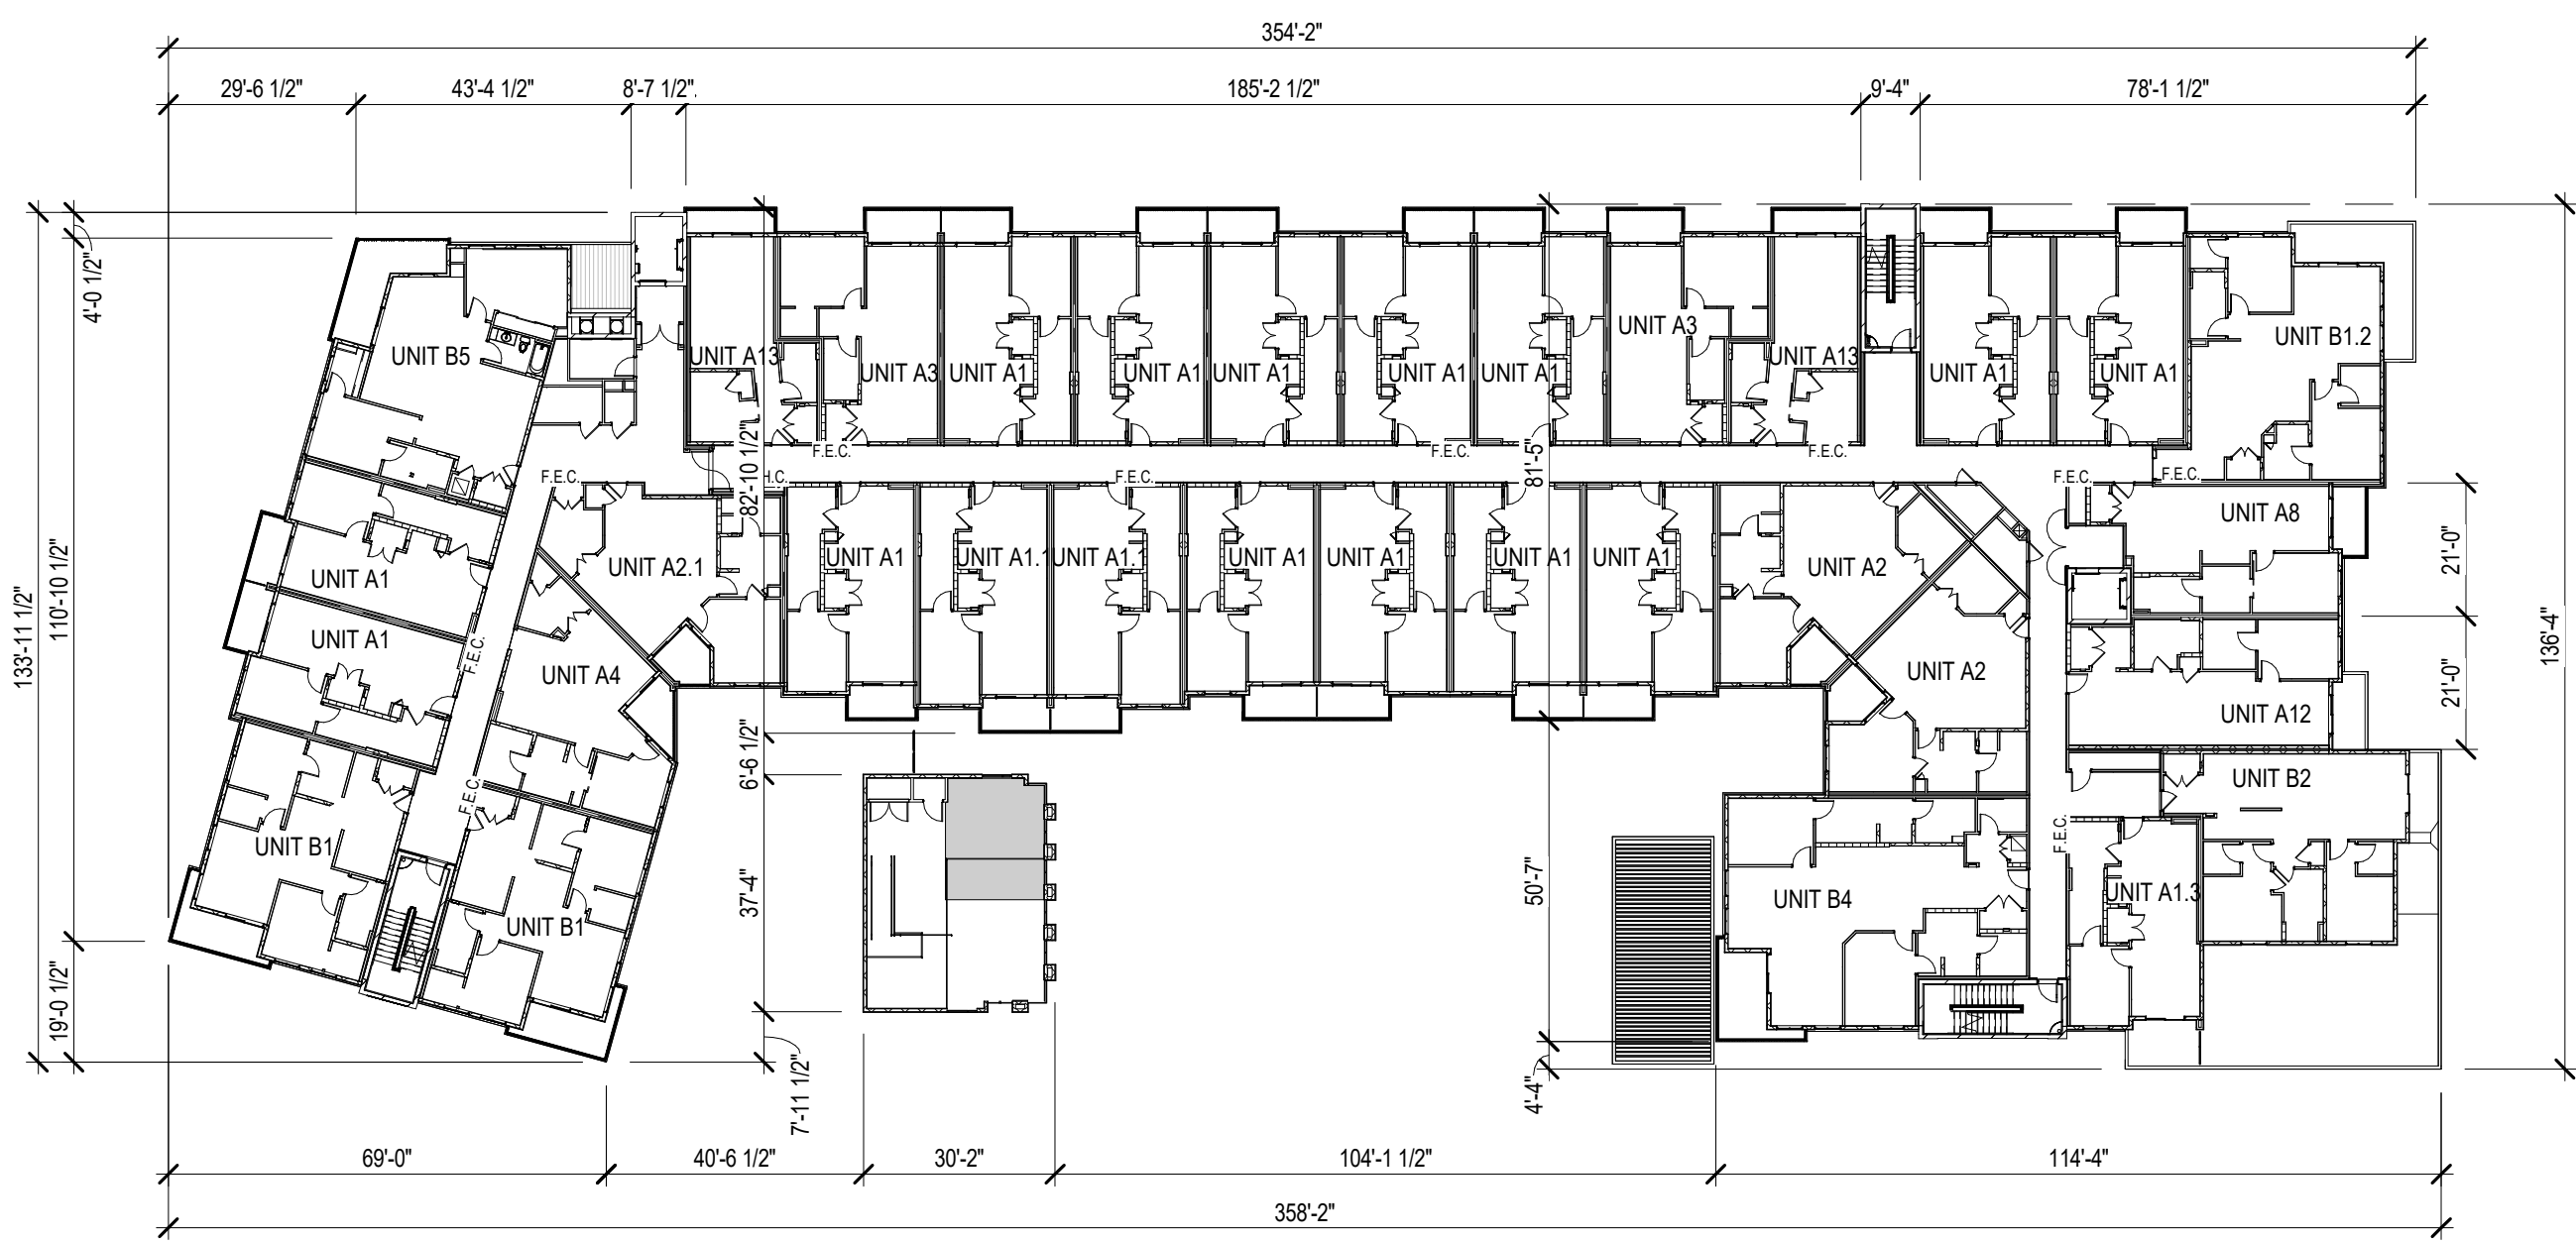 354'-2"
29'-6 1/2"
43'-4 1/2"
8'-7 1/2"
185'-2 1/2"
9'-4"
78'-1 1/2"
4'-0 1/2"
133'-11 1/2"
110'-10 1/2"
19'-0 1/2"
UNIT B5
UNIT A13
UNIT A3
UNIT A1
UNIT A1
UNIT A1
UNIT A1
UNIT A1
UNIT A3
UNIT A13
UNIT A1
UNIT A1
UNIT B1.2
82'-10 1/2"
81'-5"
F.E.C.
F.E.C.
F.E.C.
F.E.C.
F.E.C.
F.E.C.
F.E.C.
H.C.
UNIT A1
UNIT A1
UNIT A2.1
UNIT A4
UNIT A1
UNIT A1.1
UNIT A1.1
UNIT A1
UNIT A1
UNIT A1
UNIT A1
UNIT A2
UNIT A2
UNIT A8
UNIT A12
21'-0"
21'-0"
136'-4"
F.E.C.
F.E.C.
F.E.C.
UNIT B1
UNIT B1
6'-6 1/2"
37'-4"
7'-11 1/2"
50'-7"
4'-4"
UNIT B4
UNIT B2
UNIT A1.3
69'-0"
40'-6 1/2"
30'-2"
104'-1 1/2"
114'-4"
358'-2"